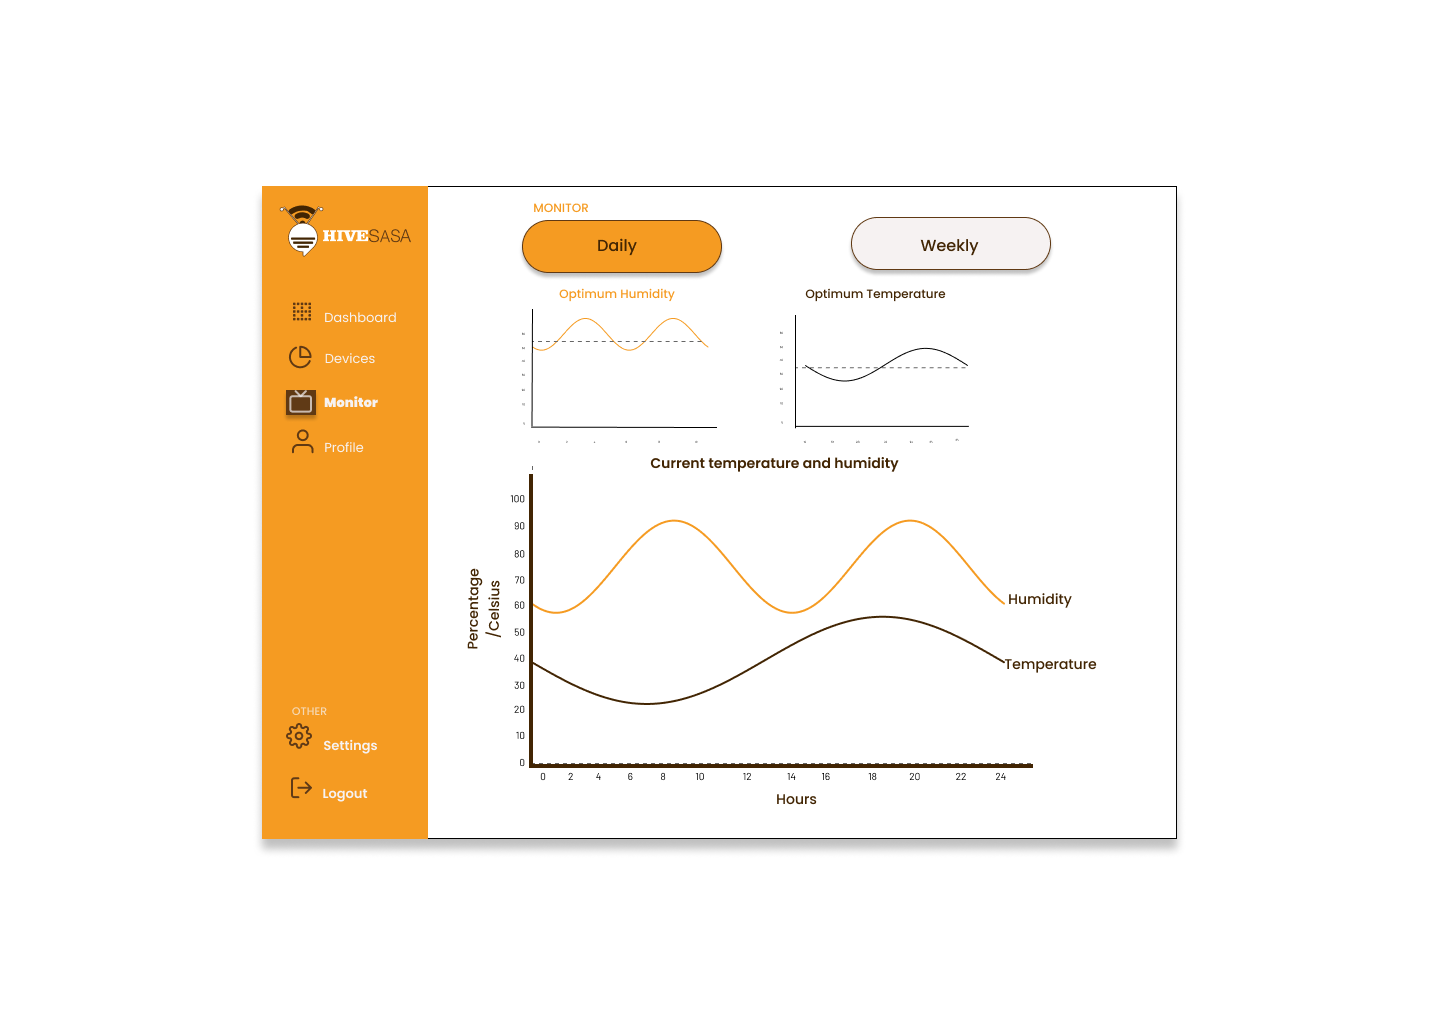 HIVESASA
Dashboard
Devices
Monitor
Profile
OTHER
Settings
Logout
MONITOR
Daily
Weekly
Optimum Humidity
Optimum Temperature
Current temperature and humidity
100
90
80
70
60
50
40
30
20
10
0
Percentage
/Celsius
Humidity
Temperature
0 2 4 6 8 10 12 14 16 18 20 22 24
Hours